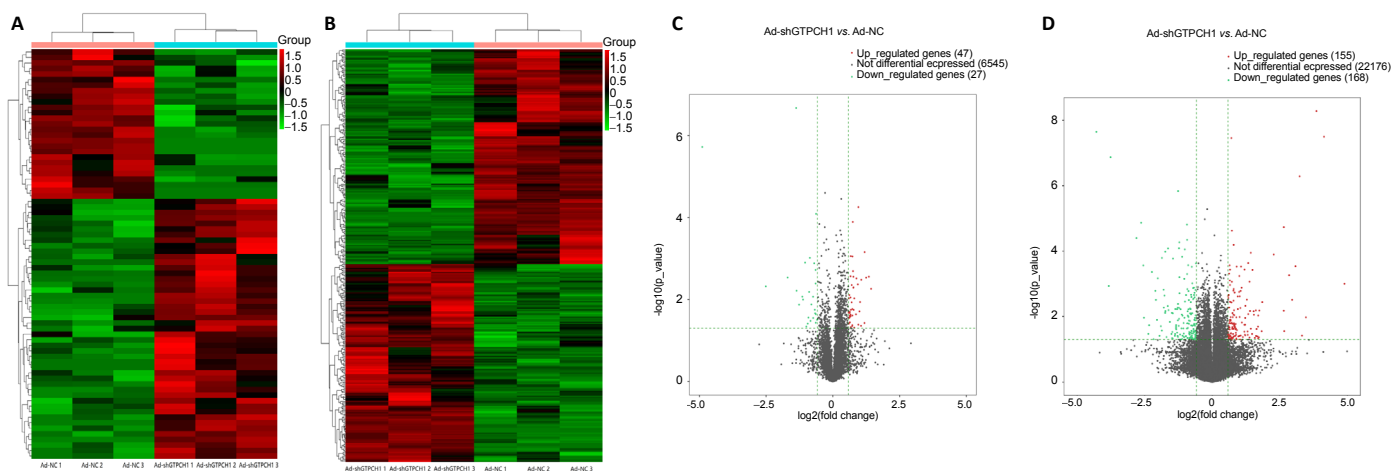 A
Group
1.5
1.0
0.5
0
−0.5
−1.0
−1.5
Ad-NC 1
Ad-NC 2
Ad-NC 3
Ad-shGTPCH1 1
Ad-shGTPCH1 2
Ad-shGTPCH1 3
B
Group
1.5
1.0
0.5
0
−0.5
−1.0
−1.5
Ad-shGTPCH1 1
Ad-shGTPCH1 2
Ad-shGTPCH1 3
Ad-NC 1
Ad-NC 2
Ad-NC 3
C
Ad-shGTPCH1 vs. Ad-NC
Up_regulated genes (47)
Not differential ecpressed (6545)
Down_regulated genes (27)
-log10(p_value)
6
4
2
0
−5.0
−2.5
0.0
2.5
5.0
log2(fold change)
D
Ad-shGTPCH1 vs. Ad-NC
Up_regulated genes (155)
Not differential ecpressed (22176)
Down_regulated genes (168)
-log10(p_value)
10
8
6
4
2
0
−5.0
−2.5
0.0
2.5
5.0
log2(fold change)